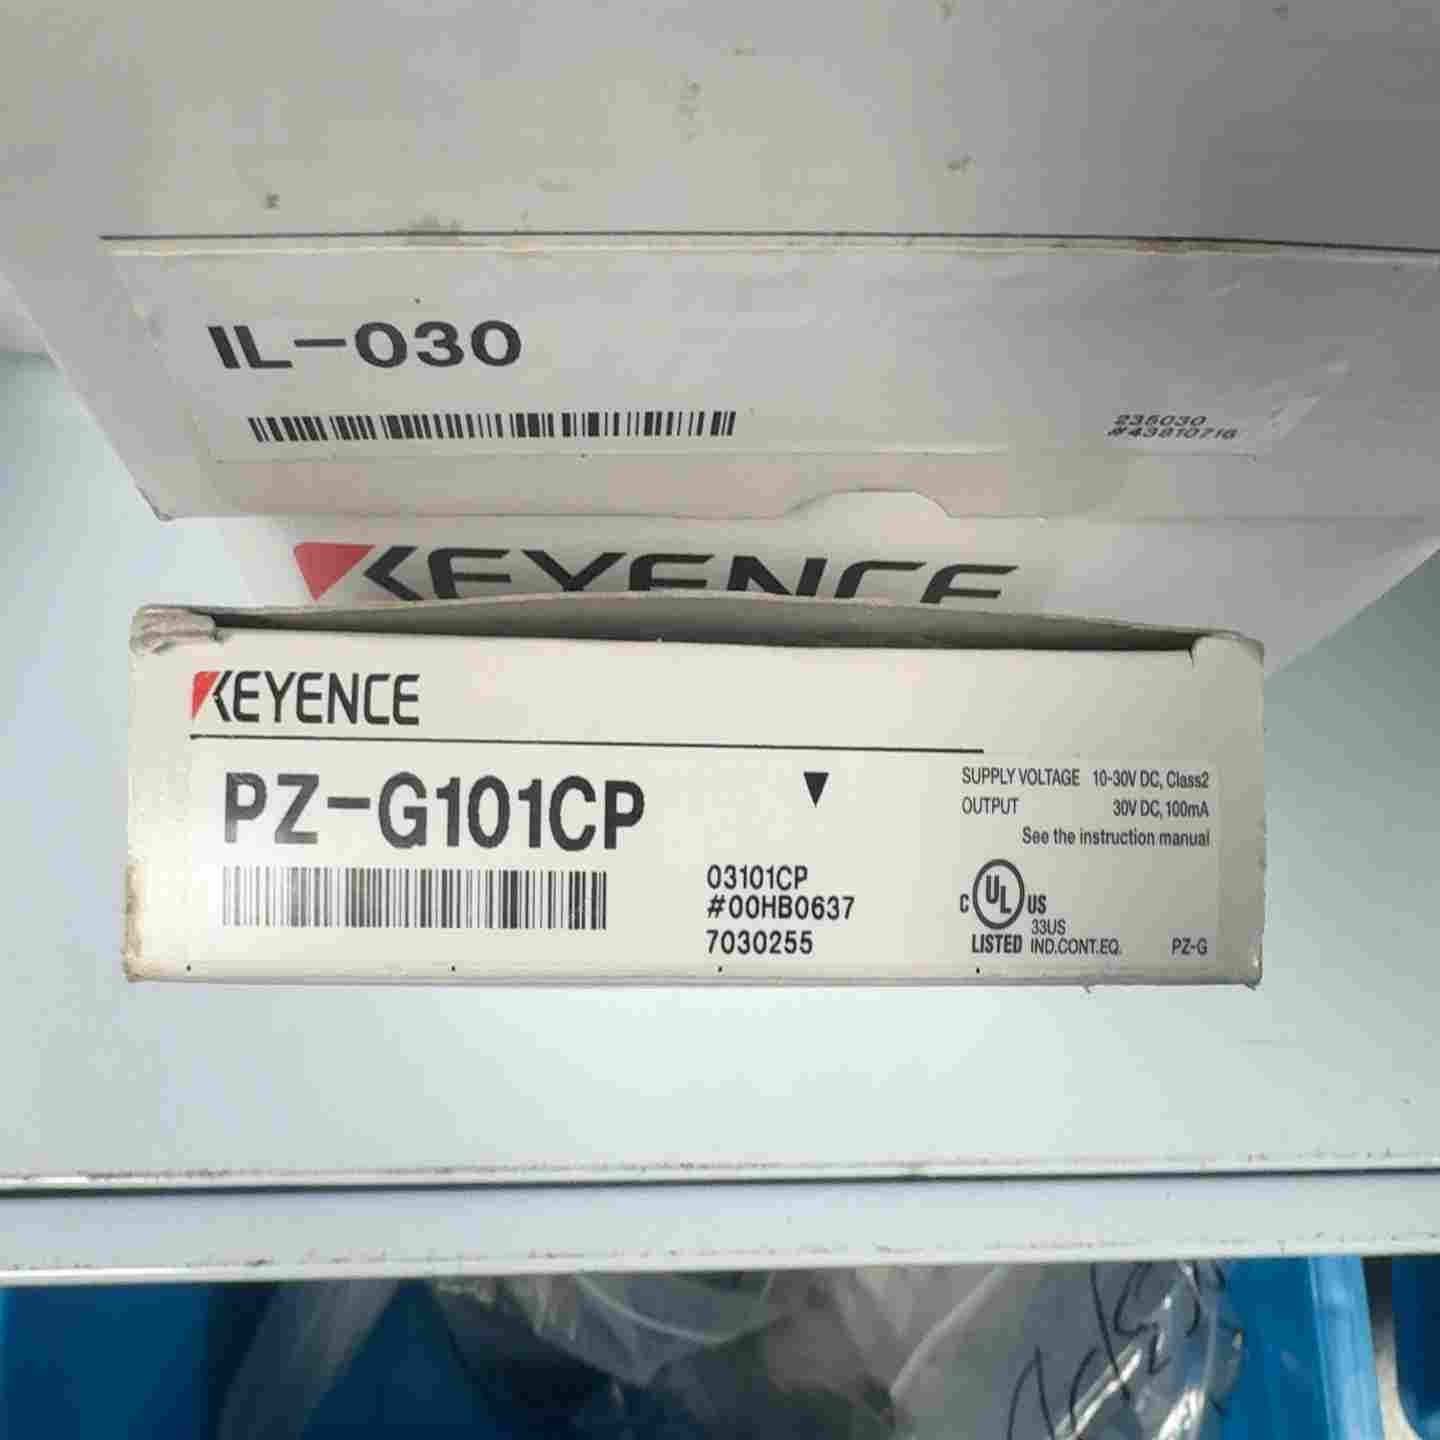 IL-030
235030
#43810716
KEYENCE
KEYENCE
PZ-G101CP
SUPPLY VOLTAGE 10-30V DC, Class2
OUTPUT 30V DC, 100mA
See the instruction manual
03101CP
#00HB0637
7030255
C UL US
LISTED 33US
IND.CONT.EQ. PZ-G